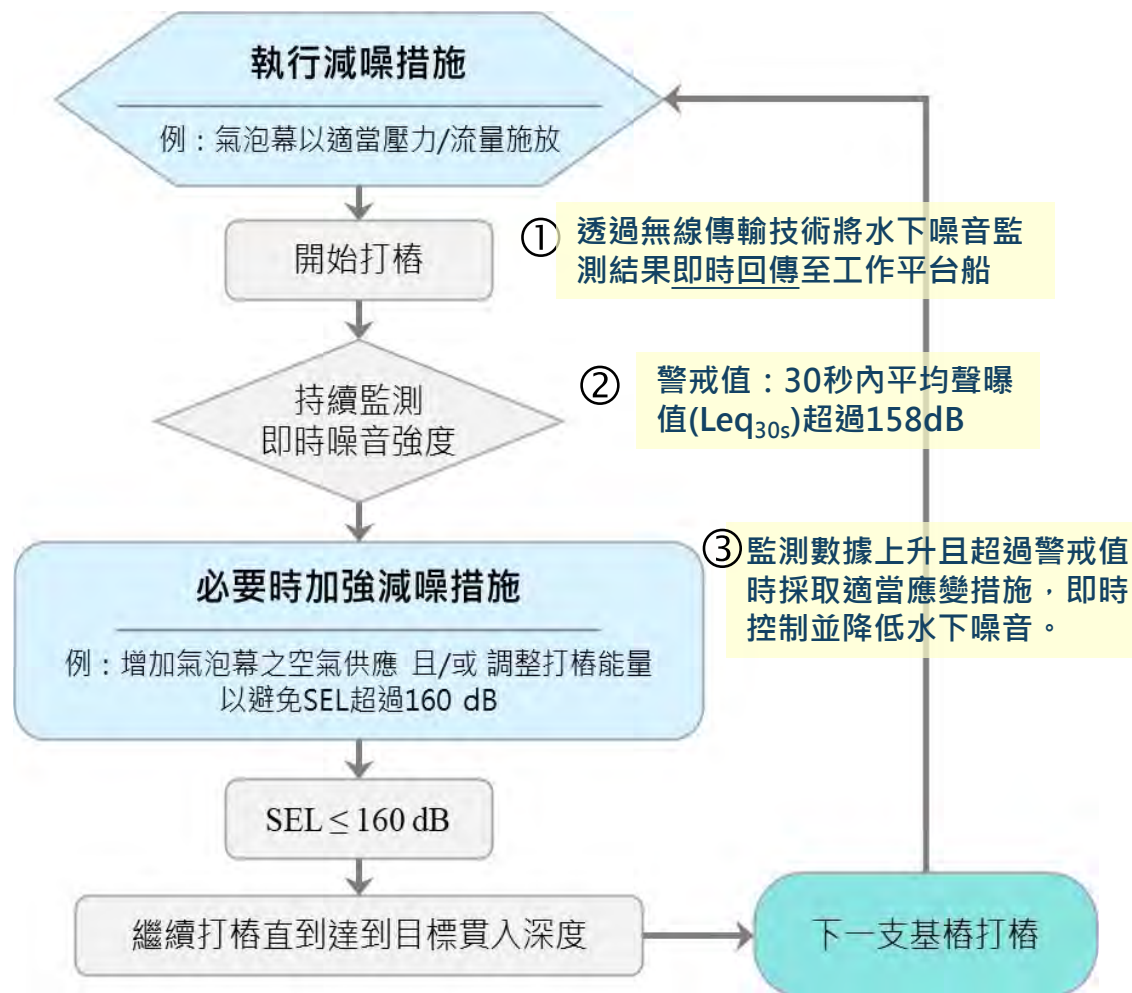 執行減噪措施
例：氣泡幕以適當壓力/流量施放
開始打樁
① 透過無線傳輸技術將水下噪音監
測結果即時回傳至工作平台船
持續監測
即時噪音強度
② 警戒值：30秒內平均聲曝
值(Leq30s)超過158dB
必要時加強減噪措施
例：增加氣泡幕之空氣供應 且/或 調整打樁能量
以避免SEL超過160 dB
③ 監測數據上升且超過警戒值
時採取適當應變措施，即時
控制並降低水下噪音。
SEL ≤ 160 dB
繼續打樁直到達到目標貫入深度
下一支基樁打樁